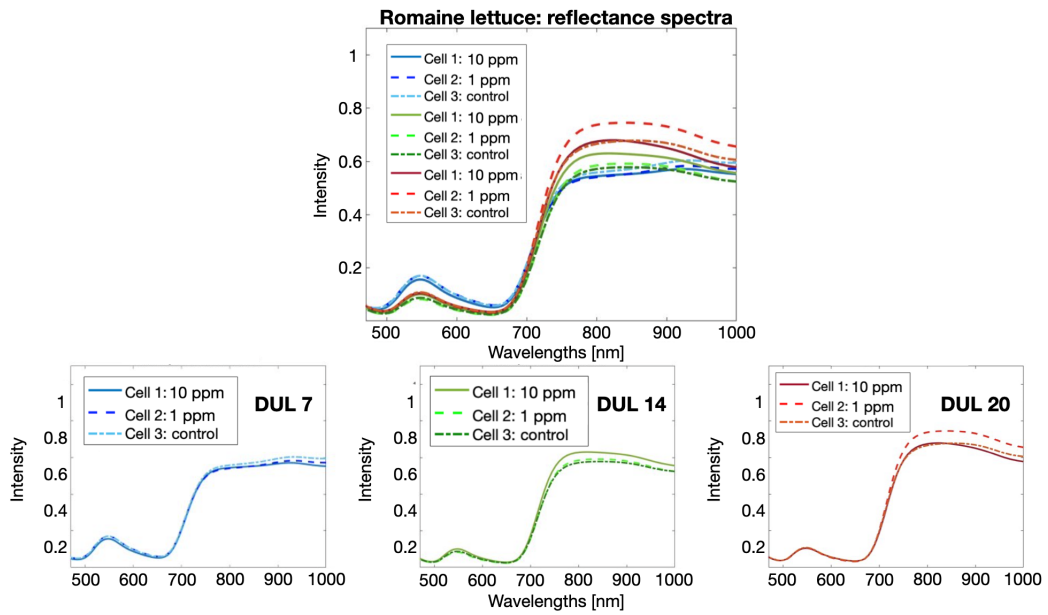 Romaine lettuce: reflectance spectra
1
0.8
0.6
0.4
0.2
Intensity
Cell 1: 10 ppm
Cell 2: 1 ppm
Cell 3: control
Cell 1: 10 ppm
Cell 2: 1 ppm
Cell 3: control
Cell 1: 10 ppm
Cell 2: 1 ppm
Cell 3: control
500 600 700 800 900 1000
Wavelengths [nm]
1
0.8
0.6
0.4
0.2
Intensity
Cell 1: 10 ppm
Cell 2: 1 ppm
Cell 3: control
DUL 7
500 600 700 800 900 1000
Wavelengths [nm]
1
0.8
0.6
0.4
0.2
Intensity
Cell 1: 10 ppm
Cell 2: 1 ppm
Cell 3: control
DUL 14
500 600 700 800 900 1000
Wavelengths [nm]
1
0.8
0.6
0.4
0.2
Intensity
Cell 1: 10 ppm
Cell 2: 1 ppm
Cell 3: control
DUL 20
500 600 700 800 900 1000
Wavelengths [nm]